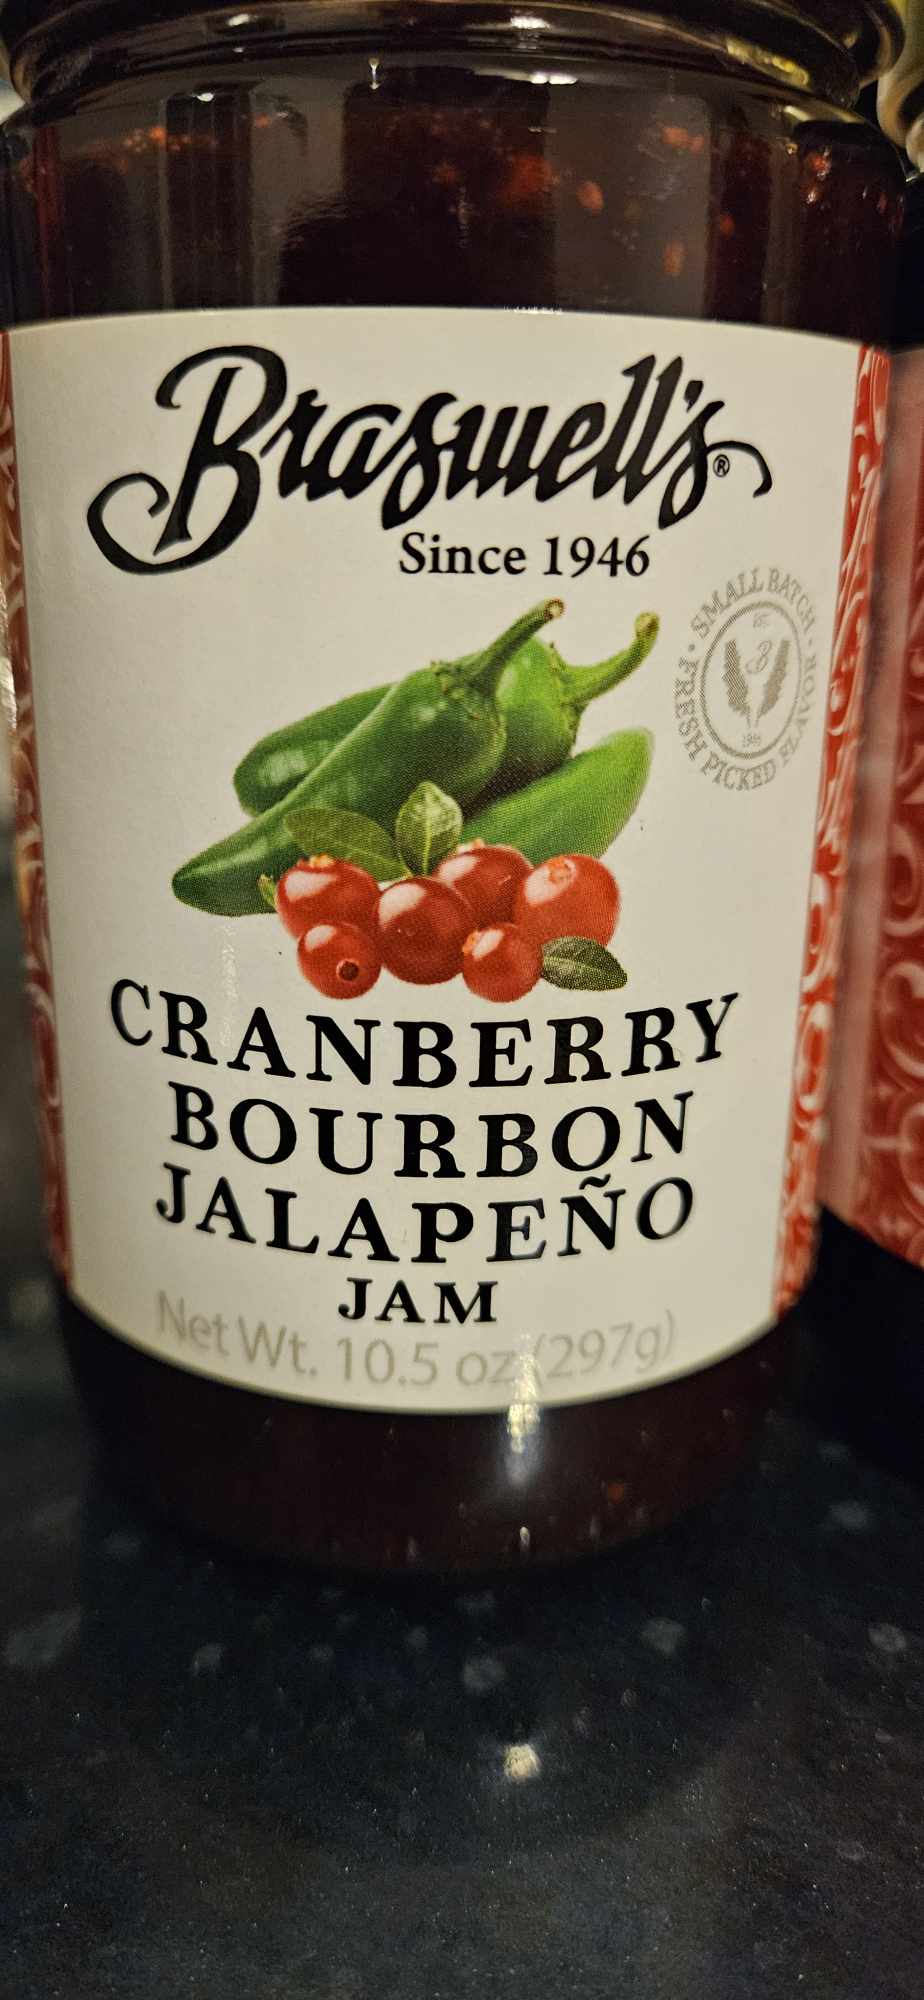 Braswell's®
Since 1946
SMALL BATCH
FRESH PICKED FLAVOR
B
CRANBERRY
BOURBON
JALAPEÑO
JAM
Net Wt. 10.5 oz (297g)